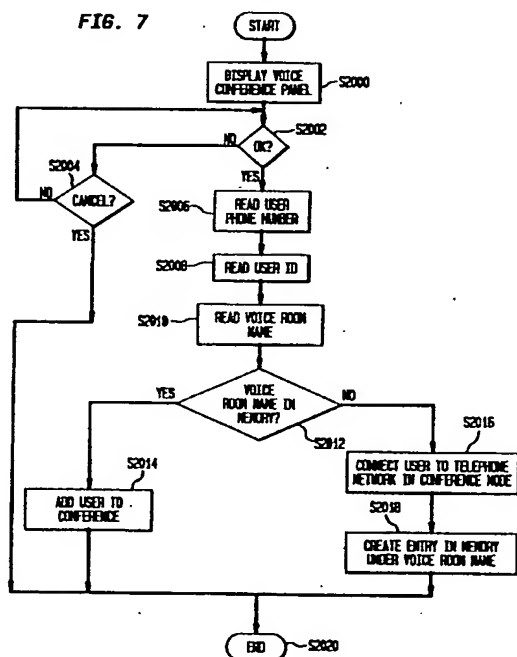 FIG. 7
START
DISPLAY VOICE
CONFERENCE PANEL
S2000
S2002
OK?
NO
YES
S2004
CANCEL?
NO
YES
S2006
READ USER
PHONE NUMBER
S2008
READ USER ID
S2010
READ VOICE ROOM
NAME
VOICE
ROOM NAME IN
MEMORY?
YES
NO
S2012
S2014
ADD USER TO
CONFERENCE
S2016
CONNECT USER TO TELEPHONE
NETWORK IN CONFERENCE MODE
S2018
CREATE ENTRY IN MEMORY
UNDER VOICE ROOM NAME
END
S2020